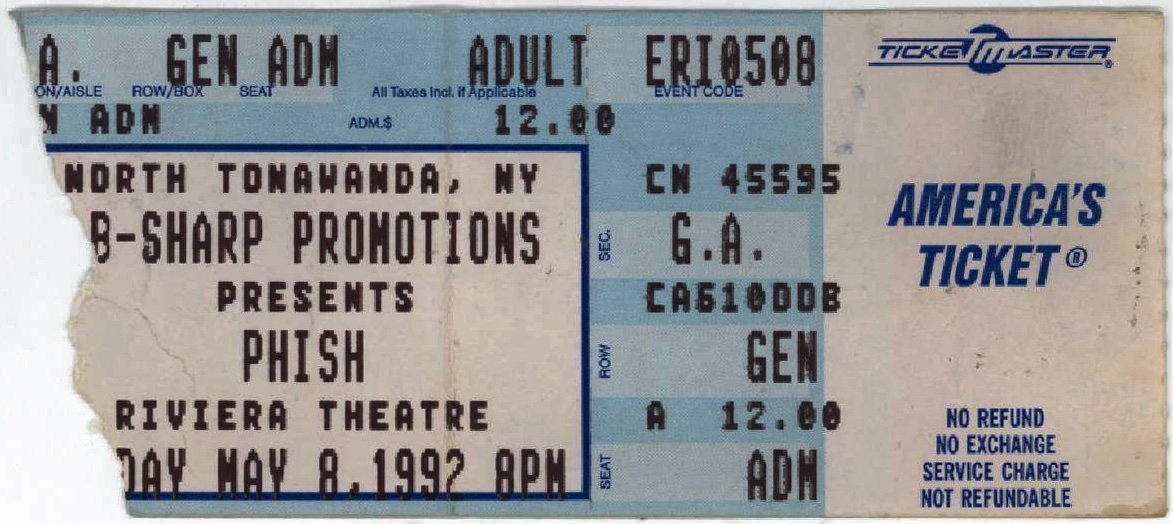 A. GEN ADM ADULT ERI0508
ON/AISLE ROW/BOX SEAT All Taxes Incl. if Applicable EVENT CODE
N ADM ADM.$ 12.00
NORTH TONAWANDA, NY
B-SHARP PROMOTIONS
PRESENTS
PHISH
RIVIERA THEATRE
DAY MAY 8,1992 8PM
CN 45595
SEC. G.A.
CA610DDB
ROW GEN
A 12.00
SEAT ADM
TICKETMASTER®
AMERICA'S
TICKET®
NO REFUND
NO EXCHANGE
SERVICE CHARGE
NOT REFUNDABLE